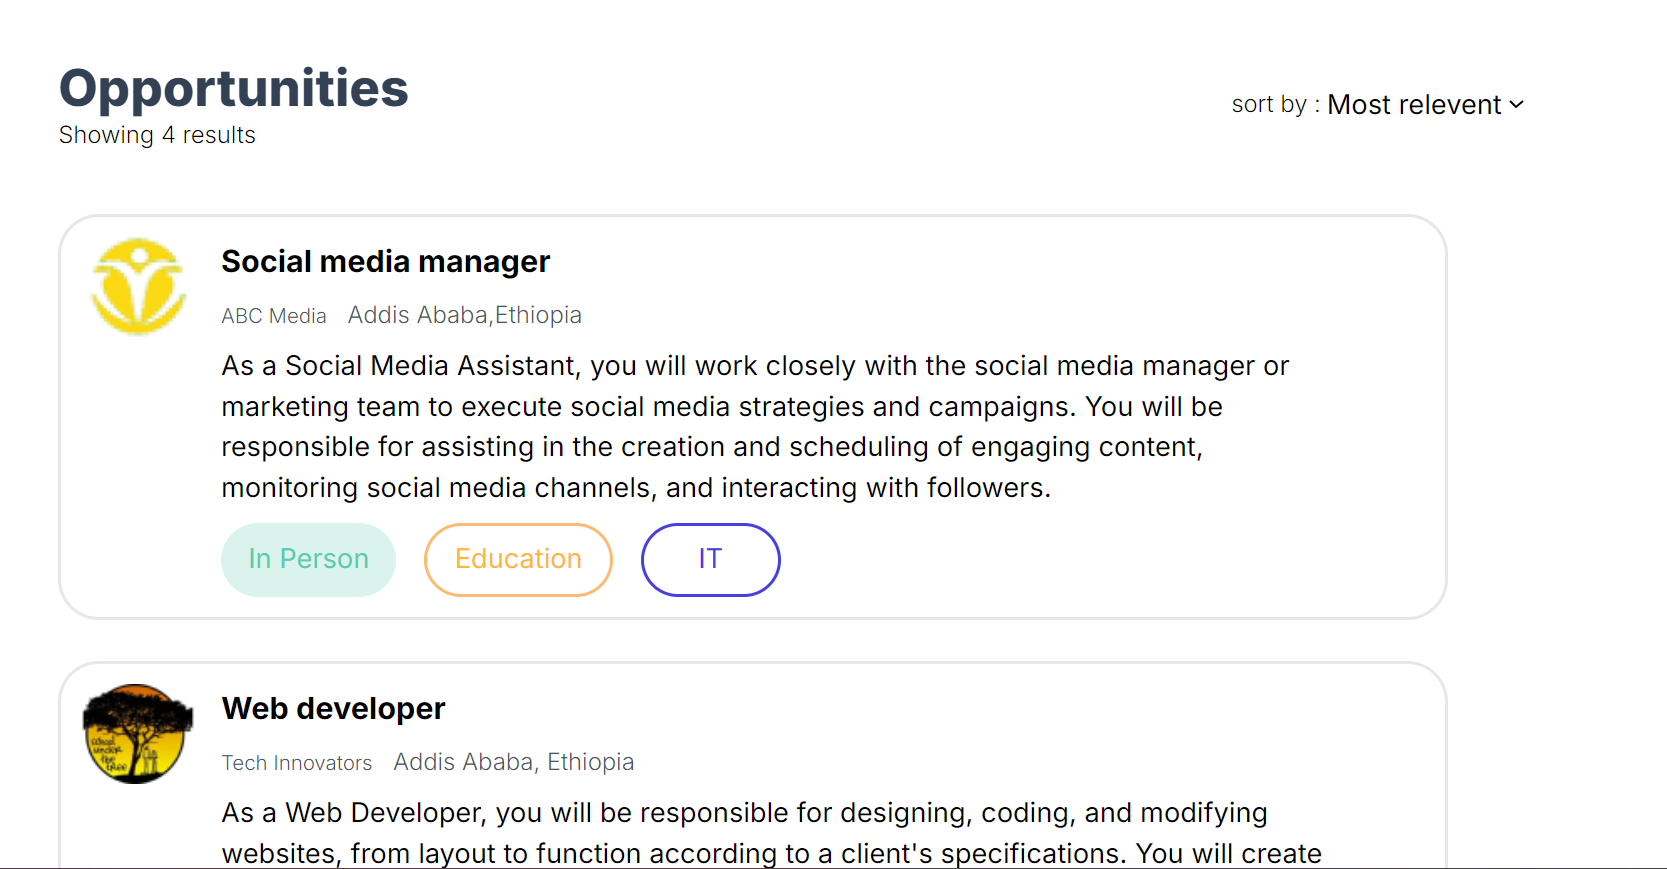 Opportunities
Showing 4 results
sort by : Most relevent
Social media manager
ABC Media Addis Ababa,Ethiopia
As a Social Media Assistant, you will work closely with the social media manager or
marketing team to execute social media strategies and campaigns. You will be
responsible for assisting in the creation and scheduling of engaging content,
monitoring social media channels, and interacting with followers.
In Person Education IT
school
under
the
tree
Web developer
Tech Innovators Addis Ababa, Ethiopia
As a Web Developer, you will be responsible for designing, coding, and modifying
websites, from layout to function according to a client's specifications. You will create